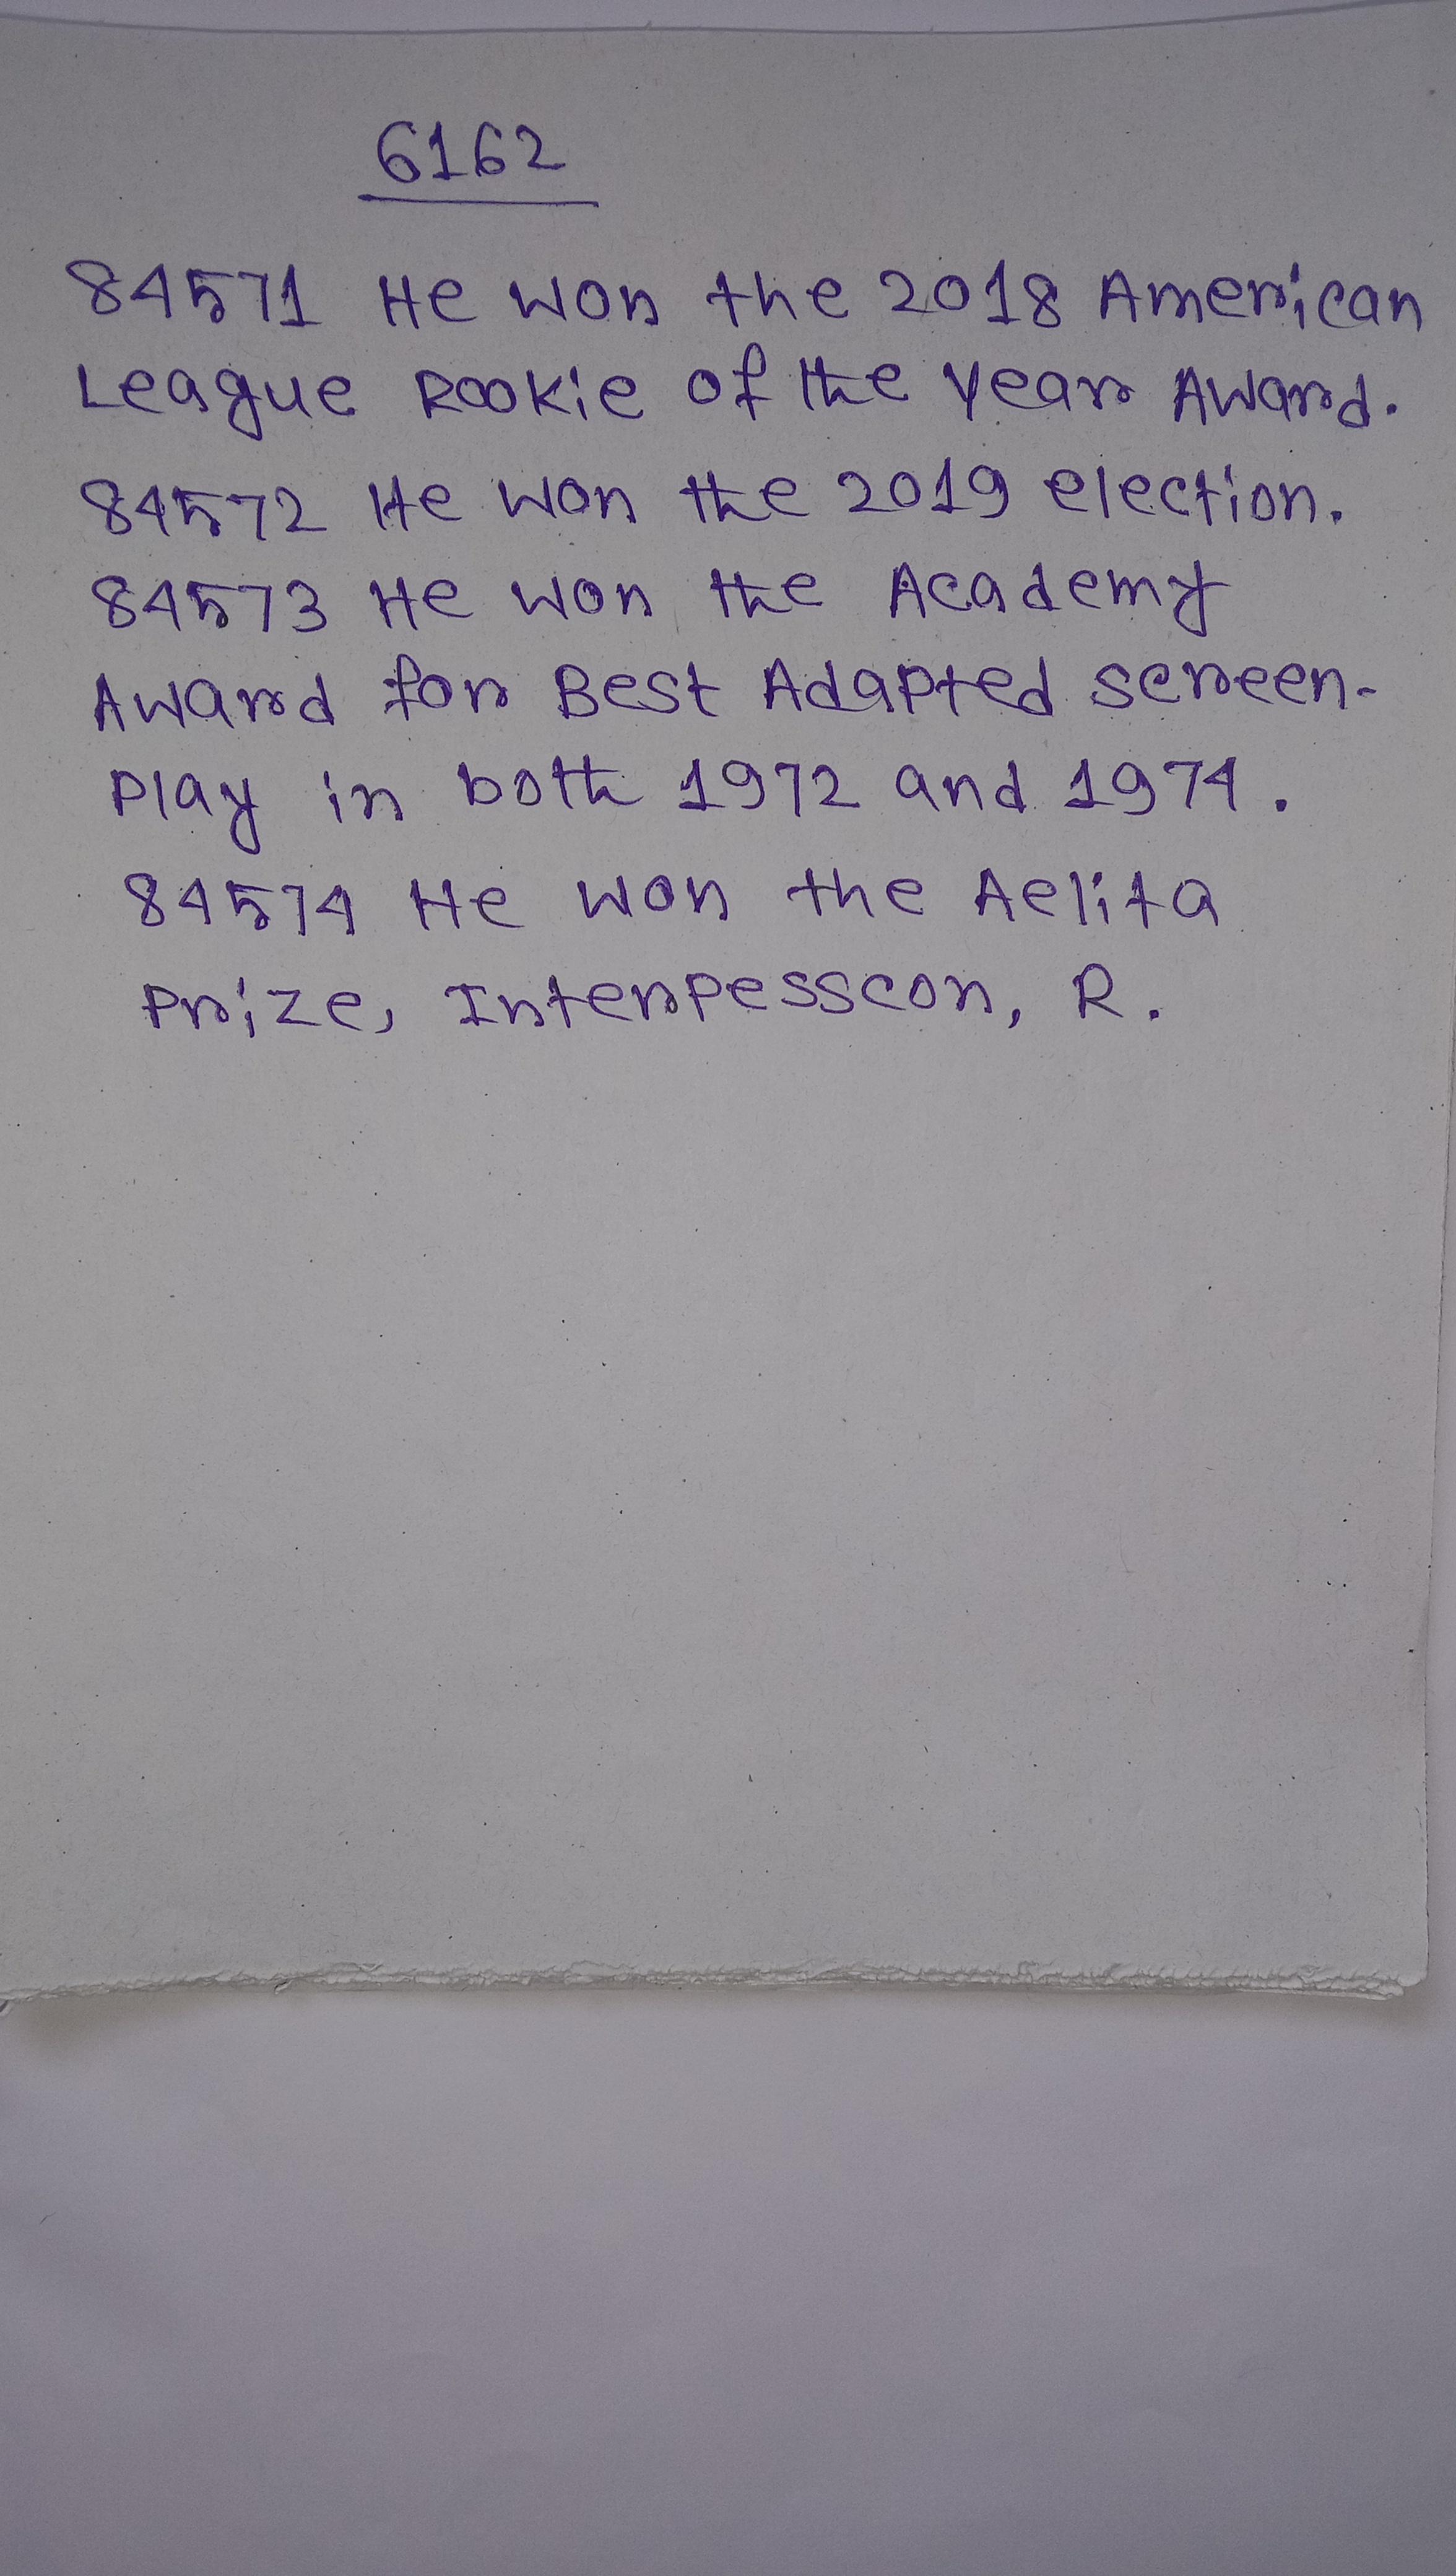 6162
84571 He won the 2018 American
League Rookie of the Year Award.
84572 He won the 2019 election.
84573 He won the Academy
Award for Best Adapted Screen-
Play in both 1972 and 1974.
84574 He won the Aelita
Prize, Interpesscon, R.